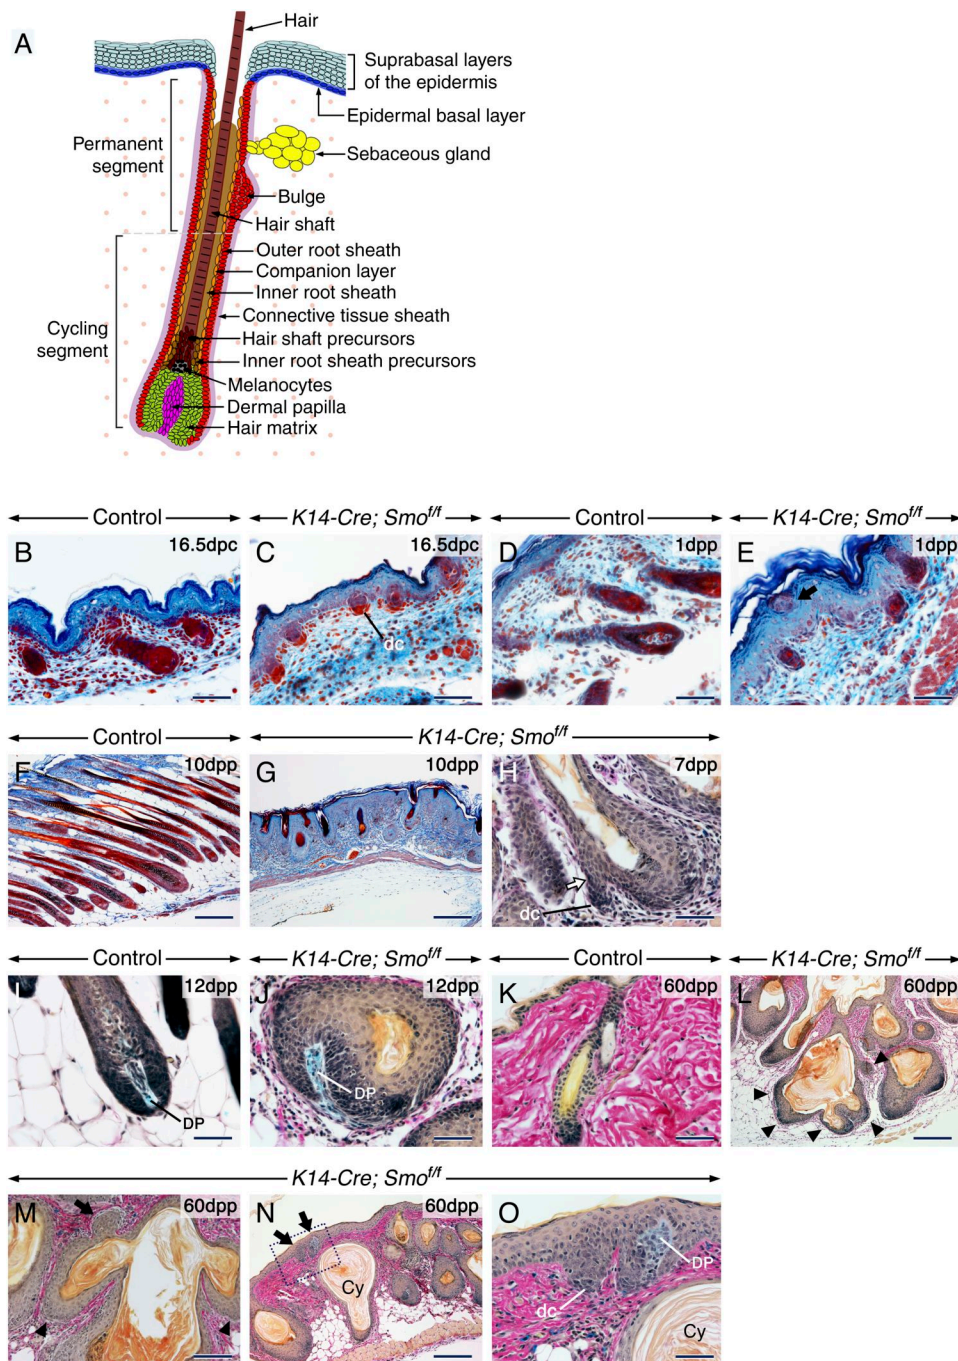 A
Hair
Suprabasal layers
of the epidermis
Epidermal basal layer
Permanent
segment
Sebaceous gland
Bulge
Hair shaft
Outer root sheath
Companion layer
Inner root sheath
Connective tissue sheath
Cycling
segment
Hair shaft precursors
Inner root sheath precursors
Melanocytes
Dermal papilla
Hair matrix
Control K14-Cre; Smof/f Control K14-Cre; Smof/f
B 16.5dpc C 16.5dpc D 1dpp E 1dpp
dc
Control K14-Cre; Smof/f
F 10dpp G 10dpp H 7dpp
dc
Control K14-Cre; Smof/f Control K14-Cre; Smof/f
I 12dpp J 12dpp K 60dpp L 60dpp
DP DP
K14-Cre; Smof/f
M 60dpp N 60dpp O
DP
Cy dc Cy